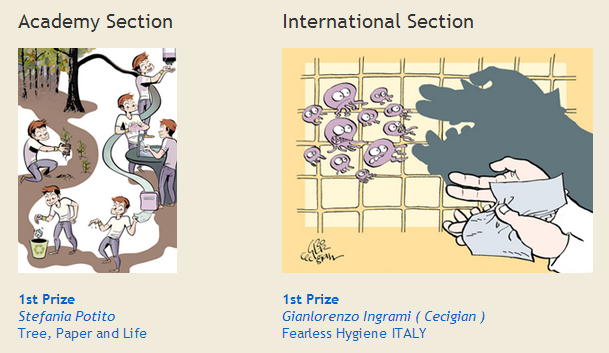 Academy Section
International Section
1st Prize
Stefania Potito
Tree, Paper and Life
1st Prize
Gianlorenzo Ingrami ( Cecigian )
Fearless Hygiene ITALY